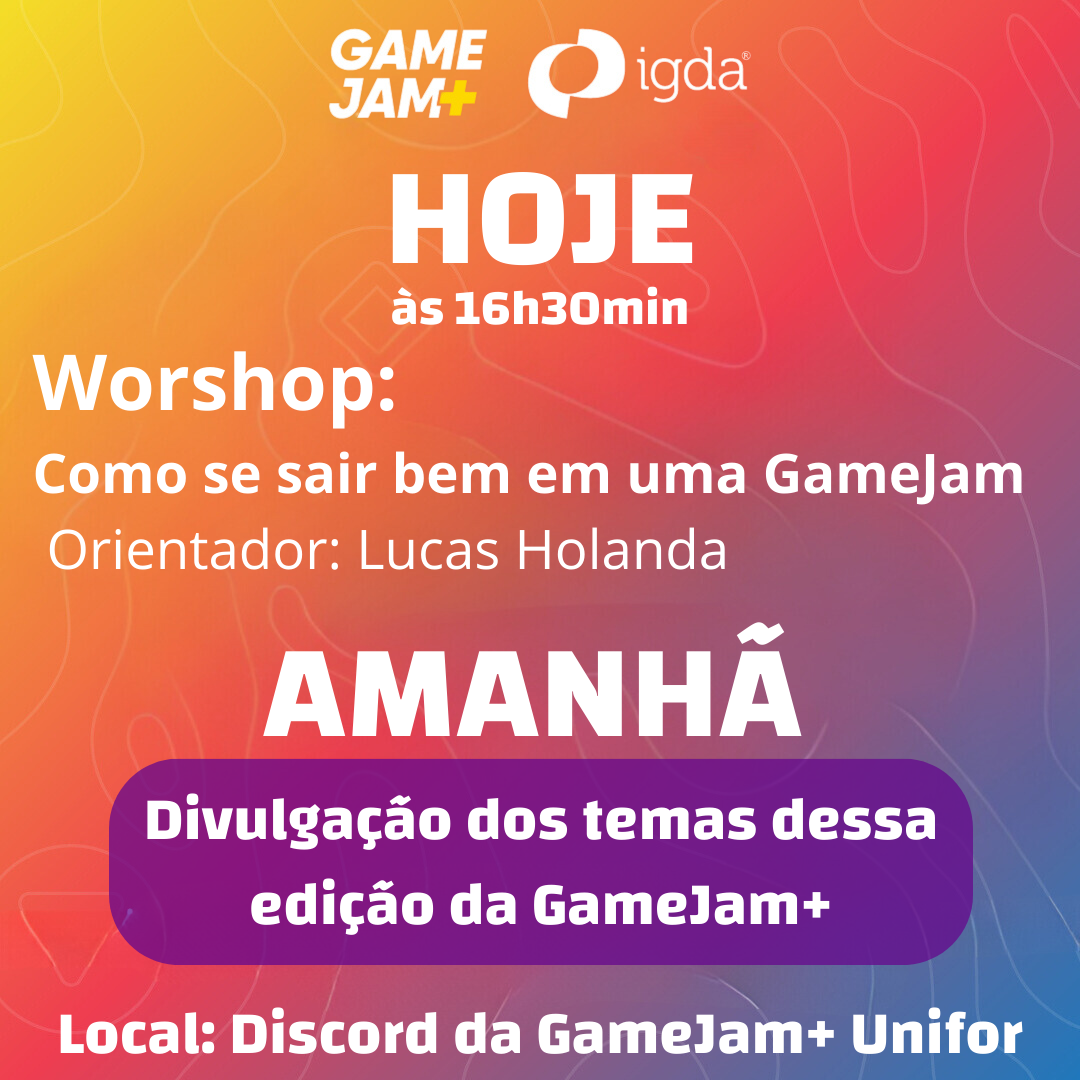 GAME
JAM+
igda®
HOJE
às 16h30min
Worshop:
Como se sair bem em uma GameJam
Orientador: Lucas Holanda
AMANHÃ
Divulgação dos temas dessa
edição da GameJam+
Local: Discord da GameJam+ Unifor